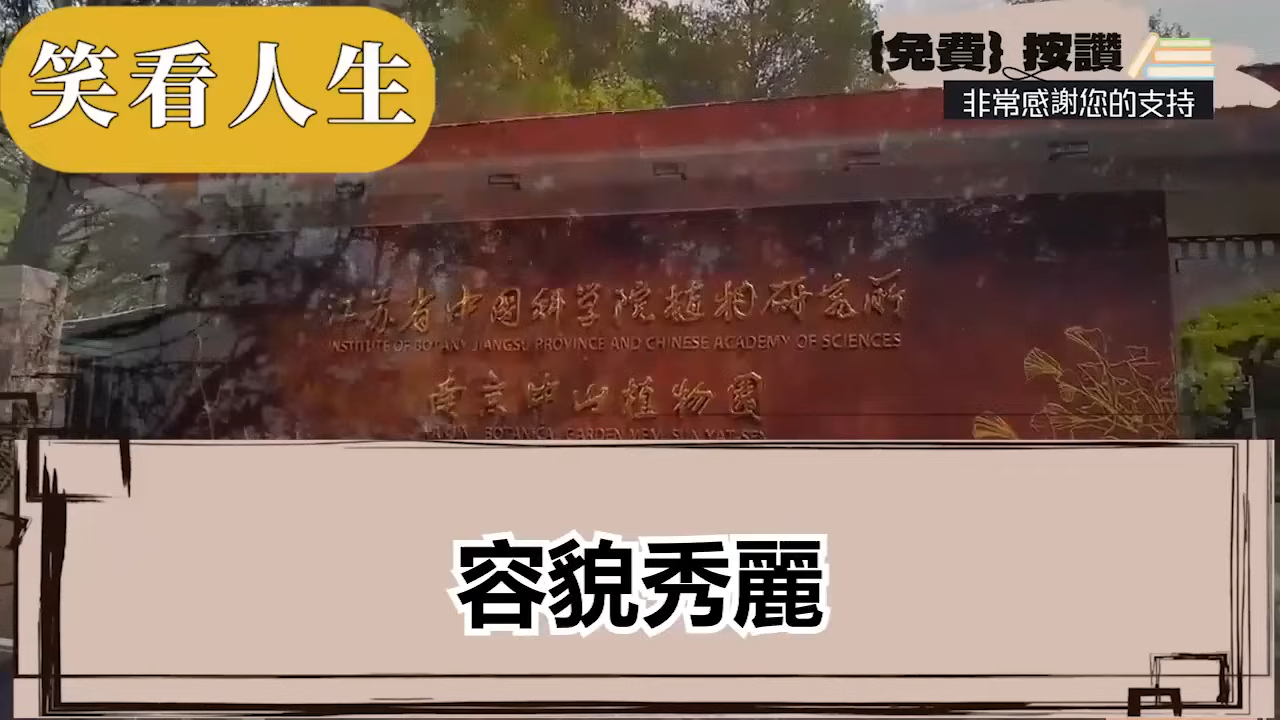 笑看人生
{免費} 按讚
非常感謝您的支持
江苏省中国科学院植物研究所
INSTITUTE OF BOTANY JIANGSU PROVINCE AND CHINESE ACADEMY OF SCIENCES
南京中山植物園
容貌秀麗